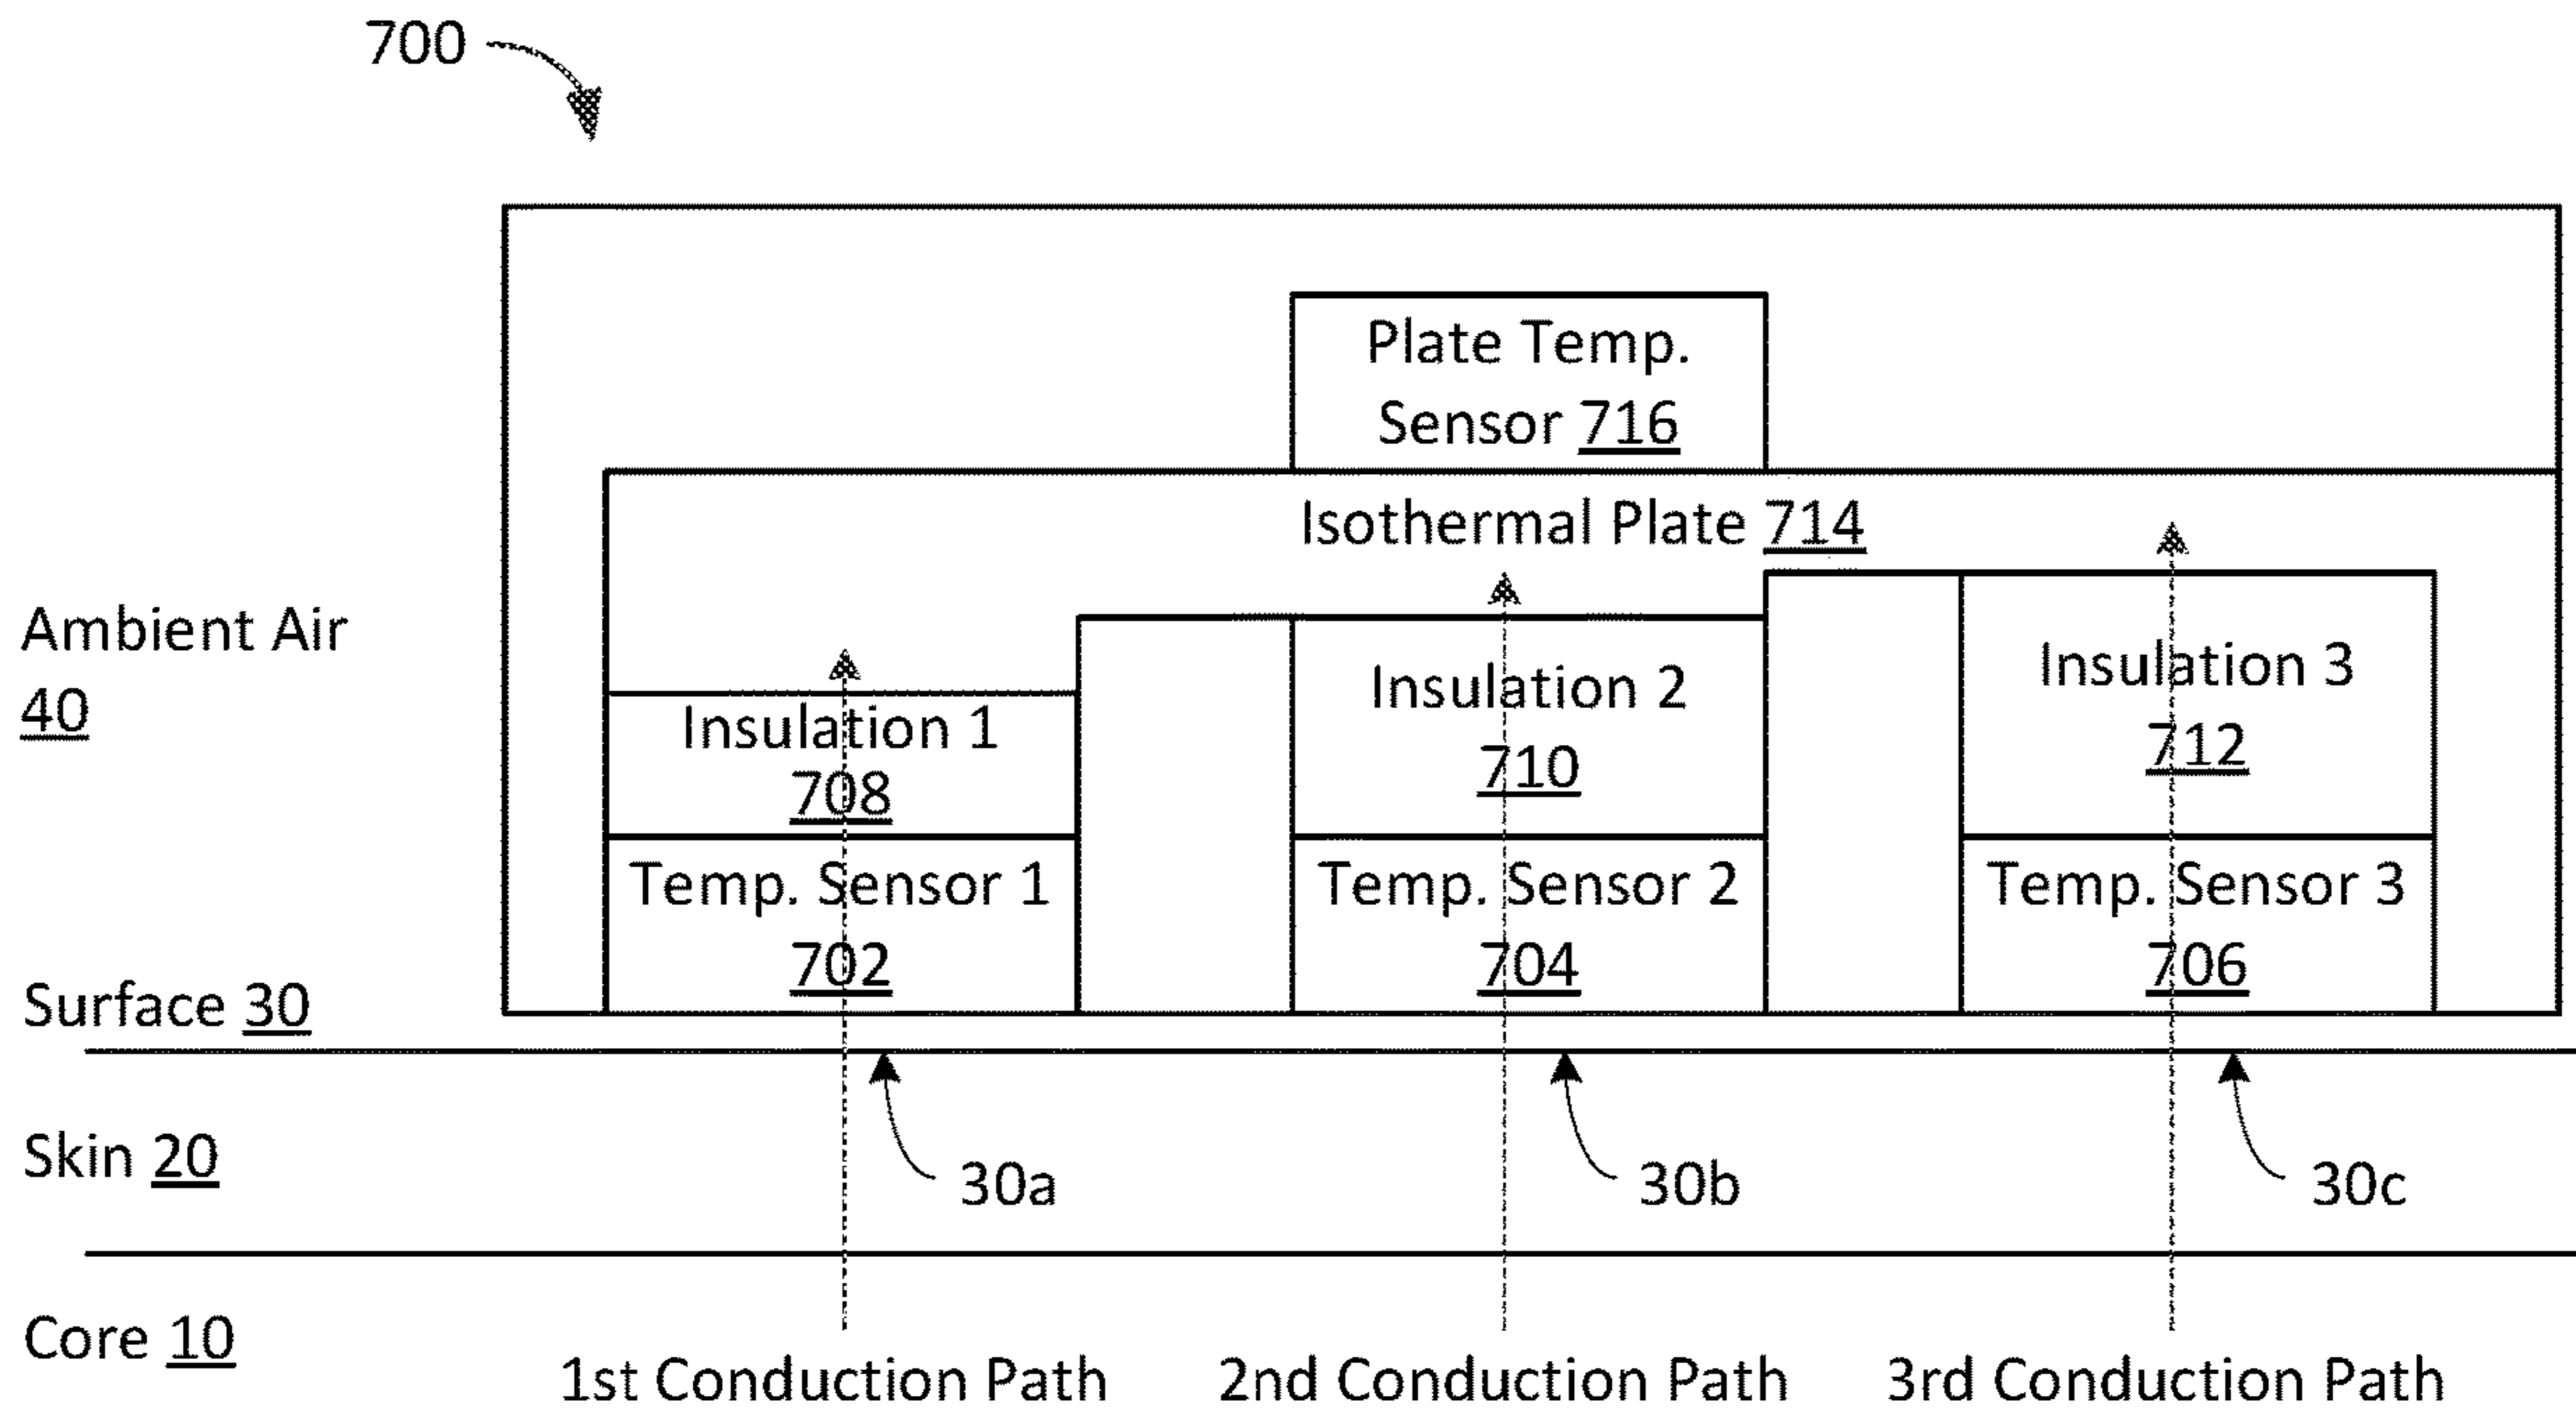 700
Plate Temp.
Sensor 716
Isothermal Plate 714
Ambient Air
40
Insulation 1
708
Insulation 2
710
Insulation 3
712
Temp. Sensor 1
702
Temp. Sensor 2
704
Temp. Sensor 3
706
Surface 30
Skin 20
30a
30b
30c
Core 10
1st Conduction Path
2nd Conduction Path
3rd Conduction Path